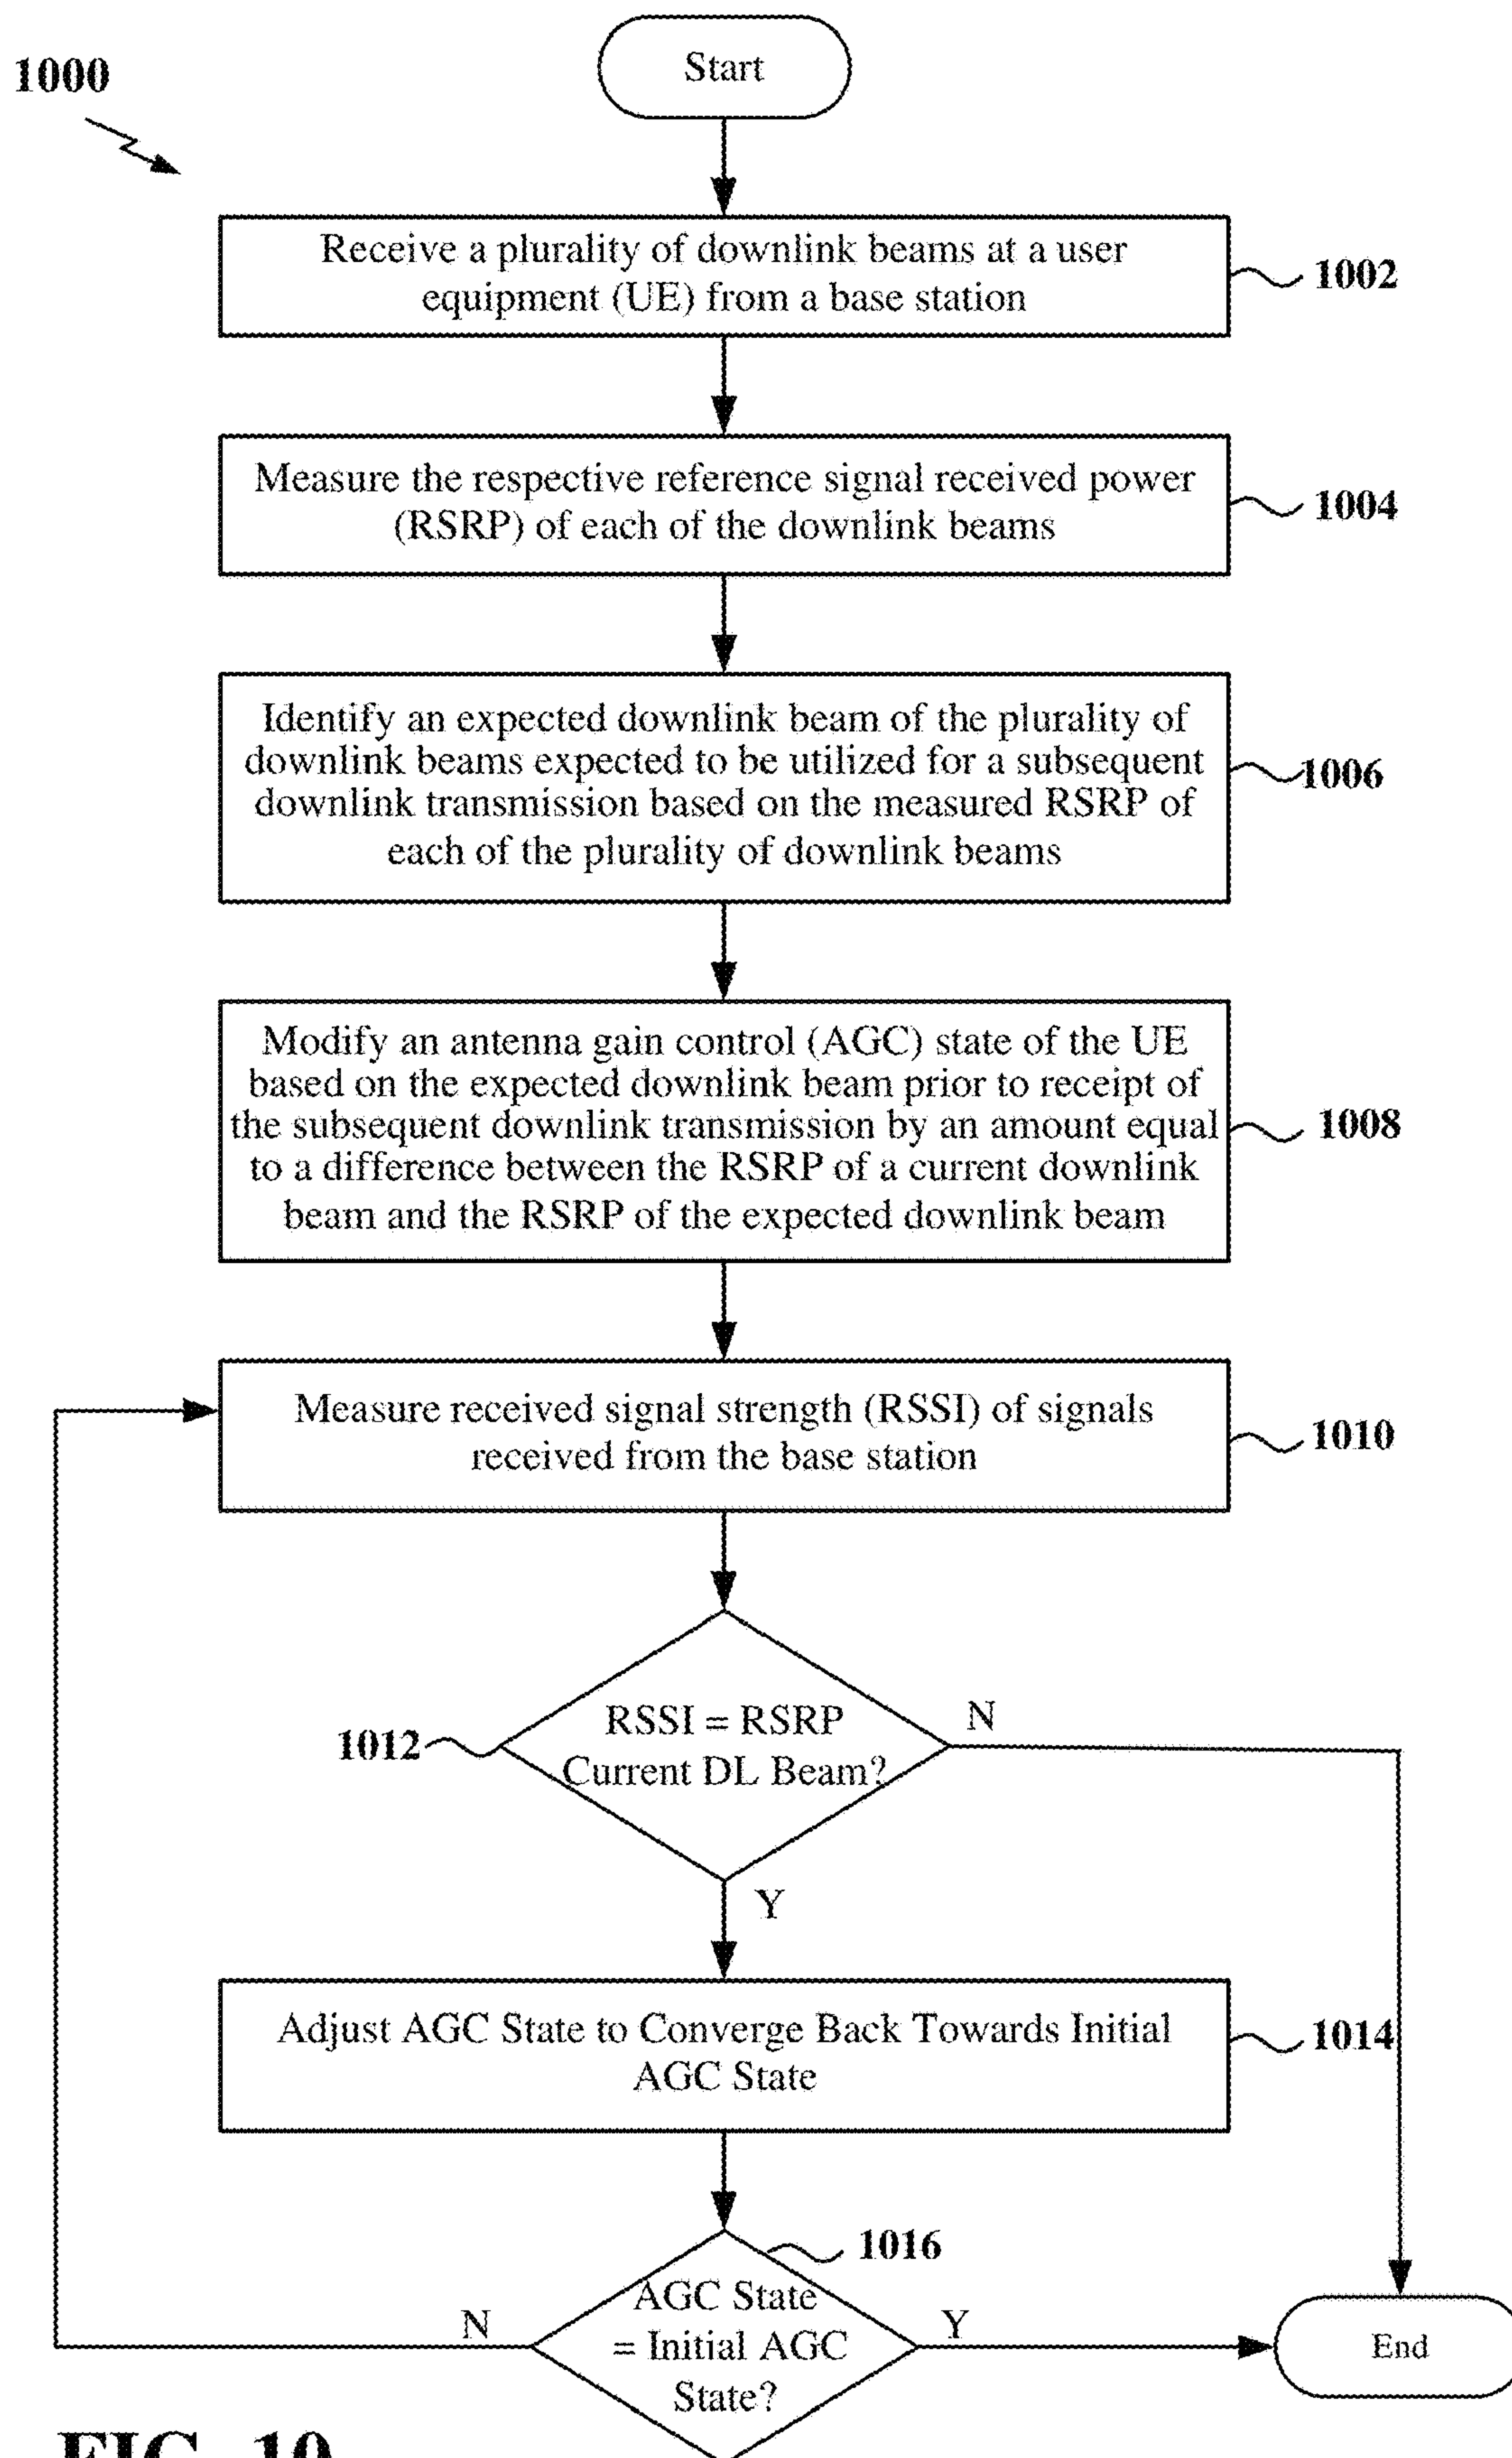 1000
Start
Receive a plurality of downlink beams at a user
equipment (UE) from a base station
1002
Measure the respective reference signal received power
(RSRP) of each of the downlink beams
1004
Identify an expected downlink beam of the plurality of
downlink beams expected to be utilized for a subsequent
downlink transmission based on the measured RSRP of
each of the plurality of downlink beams
1006
Modify an antenna gain control (AGC) state of the UE
based on the expected downlink beam prior to receipt of
the subsequent downlink transmission by an amount equal
to a difference between the RSRP of a current downlink
beam and the RSRP of the expected downlink beam
1008
Measure received signal strength (RSSI) of signals
received from the base station
1010
RSSI = RSRP
Current DL Beam?
1012
N
Y
Adjust AGC State to Converge Back Towards Initial
AGC State
1014
1016
AGC State
= Initial AGC
State?
N
Y
End
FIG. 10